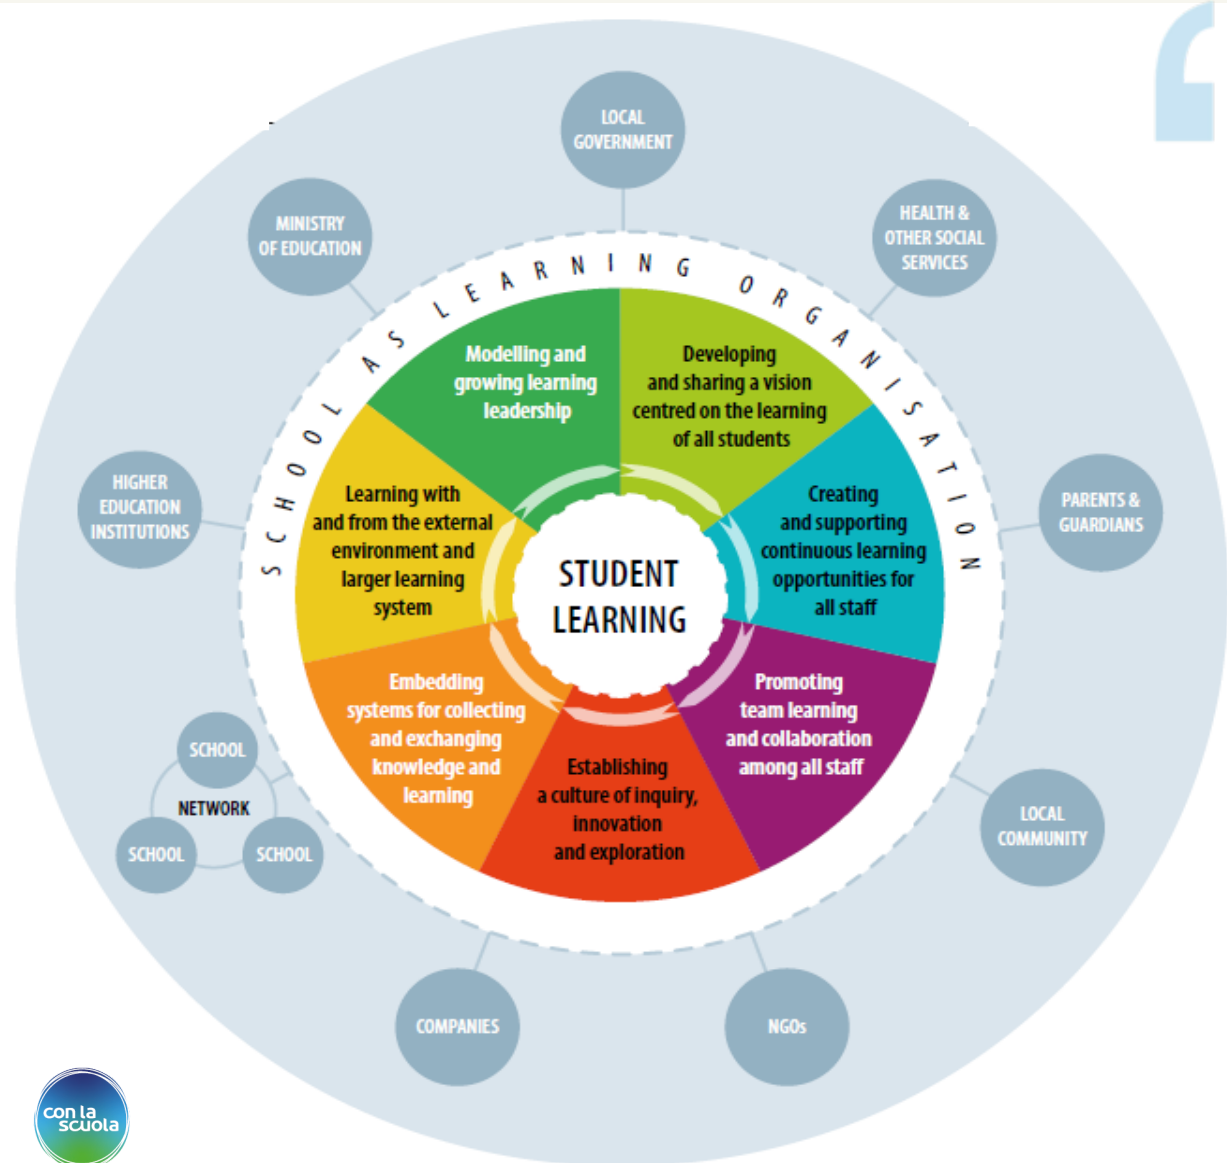 LOCAL
GOVERNMENT
HEALTH &
OTHER SOCIAL
SERVICES
PARENTS &
GUARDIANS
LOCAL
COMMUNITY
NGOs
COMPANIES
SCHOOL
NETWORK
SCHOOL
SCHOOL
HIGHER
EDUCATION
INSTITUTIONS
MINISTRY
OF EDUCATION
SCHOOL AS LEARNING ORGANISATION
Developing
and sharing a vision
centred on the learning
of all students
Creating
and supporting
continuous learning
opportunities for
all staff
Promoting
team learning
and collaboration
among all staff
Establishing
a culture of inquiry,
innovation
and exploration
Embedding
systems for collecting
and exchanging
knowledge and
learning
Learning with
and from the external
environment and
larger learning
system
Modelling and
growing learning
leadership
STUDENT
LEARNING
con la
scuola